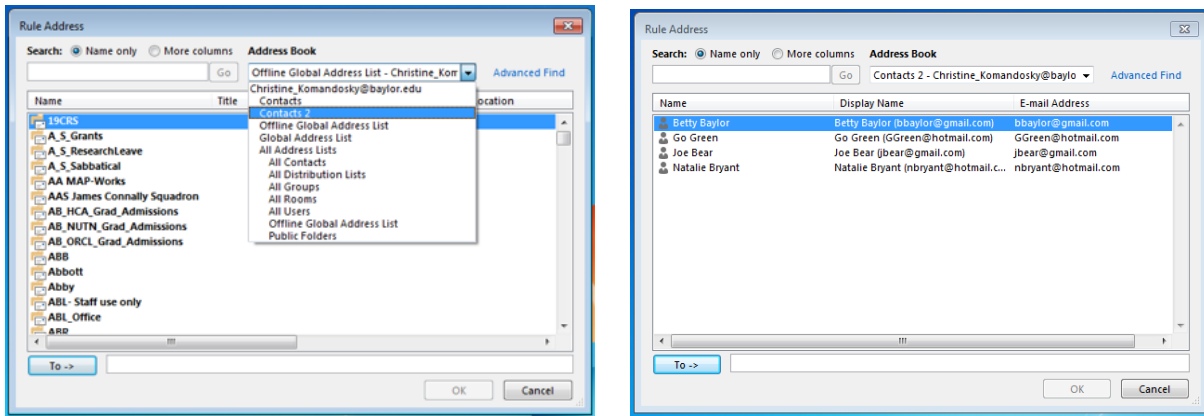 Rule Address
Search: Name only More columns Address Book
Go Offline Global Address List - Christine_Kom Advanced Find
Christine_Komandosky@baylor.edu
Contacts
Contacts 2
Offline Global Address List
Global Address List
All Address Lists
All Contacts
All Distribution Lists
All Groups
All Rooms
All Users
Offline Global Address List
Public Folders
Name Title ocation
19CRS
A_S_Grants
A_S_ResearchLeave
A_S_Sabbatical
AA MAP-Works
AAS James Connally Squadron
AB_HCA_Grad_Admissions
AB_NUTN_Grad_Admissions
AB_ORCL_Grad_Admissions
ABB
Abbott
Abby
ABL- Staff use only
ABL_Office
ABR
To ->
OK Cancel
Rule Address
Search: Name only More columns Address Book
Go Contacts 2 - Christine_Komandosky@baylo Advanced Find
Name Display Name E-mail Address
Betty Baylor Betty Baylor (bbaylor@gmail.com) bbaylor@gmail.com
Go Green Go Green (GGreen@hotmail.com) GGreen@hotmail.com
Joe Bear Joe Bear (jbear@gmail.com) jbear@gmail.com
Natalie Bryant Natalie Bryant (nbryant@hotmail.c... nbryant@hotmail.com
To ->
OK Cancel